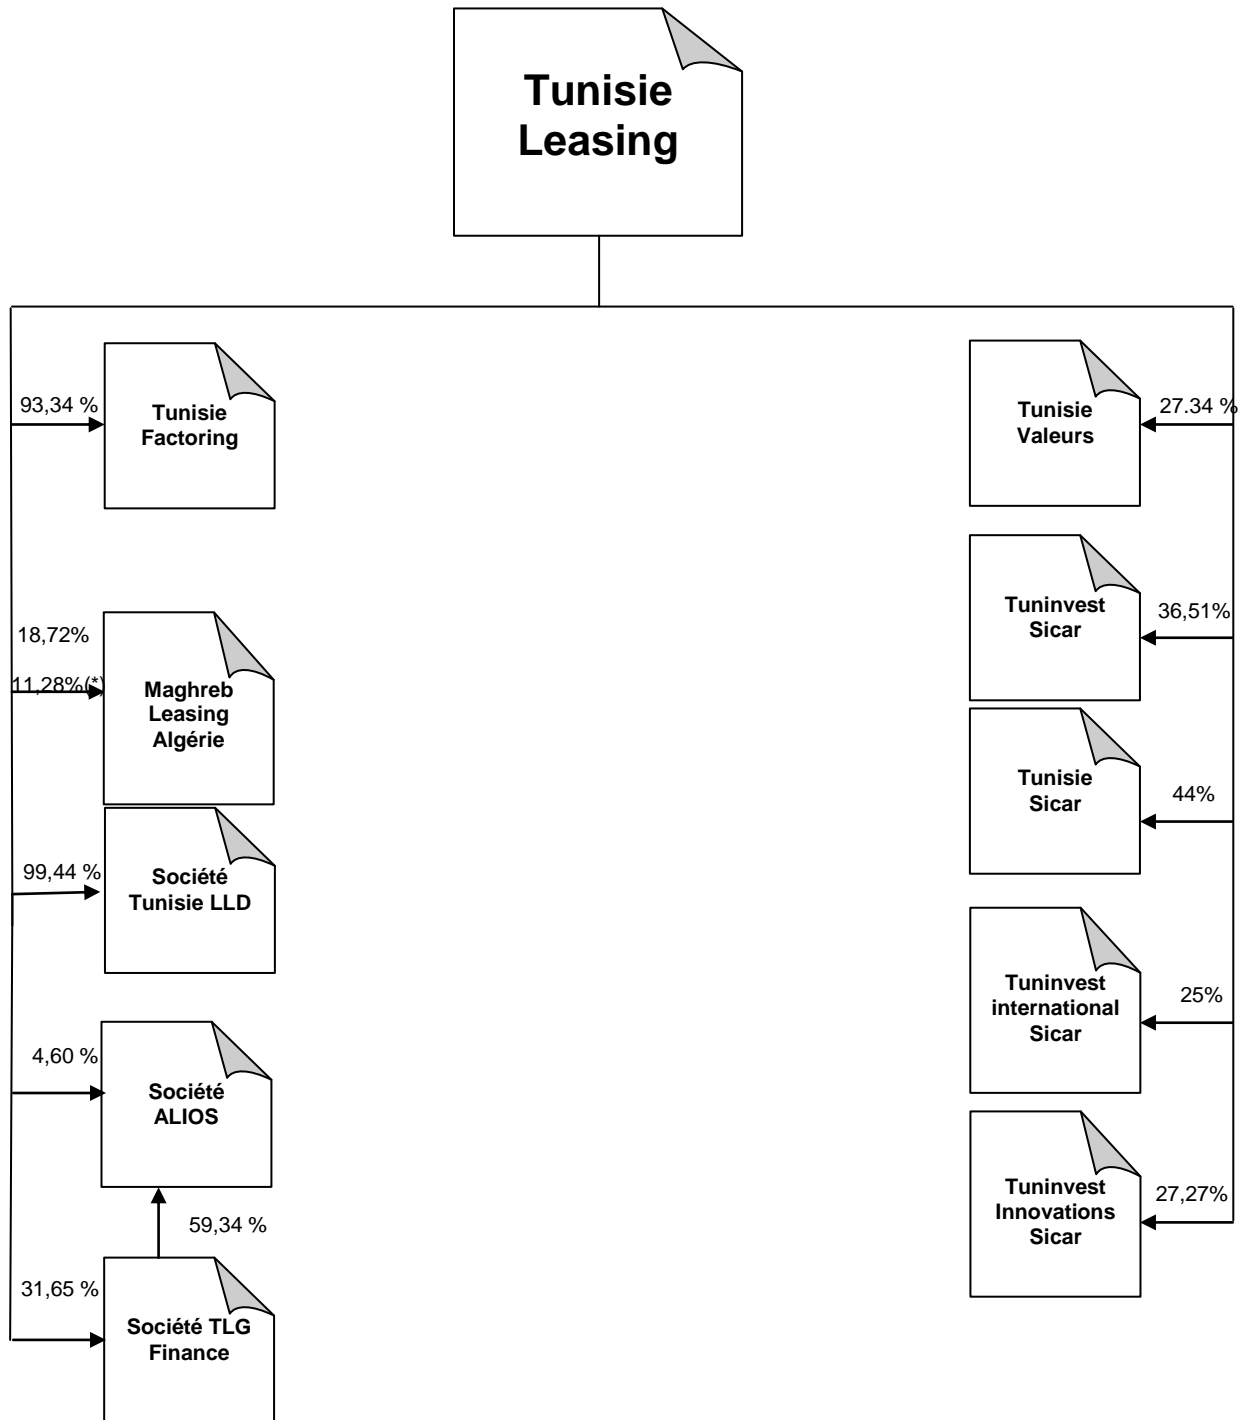 Tunisie
Leasing
93,34 %
Tunisie
Factoring
18,72%
11,28%(*)
Maghreb
Leasing
Algérie
99,44 %
Société
Tunisie LLD
4,60 %
Société
ALIOS
59,34 %
31,65 %
Société TLG
Finance
Tunisie
Valeurs
27.34 %
Tuninvest
Sicar
36,51%
Tunisie
Sicar
44%
Tuninvest
international
Sicar
25%
Tuninvest
Innovations
Sicar
27,27%